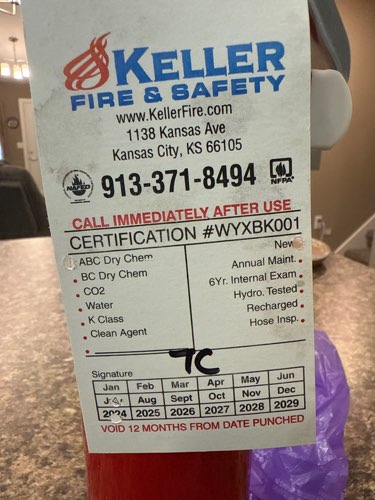 KELLER
FIRE & SAFETY
www.KellerFire.com
1138 Kansas Ave
Kansas City, KS 66105
NAFED 913-371-8494 NFPA
CALL IMMEDIATELY AFTER USE
CERTIFICATION #WYXBK001
ABC Dry Chem
• BC Dry Chem
• CO2
• Water
• K Class
• Clean Agent
New
Annual Maint. •
6Yr. Internal Exam •
Hydro. Tested •
Recharged •
Hose Insp. •
TC
Signature
Jan Feb Mar Apr May Jun
July Aug Sept Oct Nov Dec
2024 2025 2026 2027 2028 2029
VOID 12 MONTHS FROM DATE PUNCHED